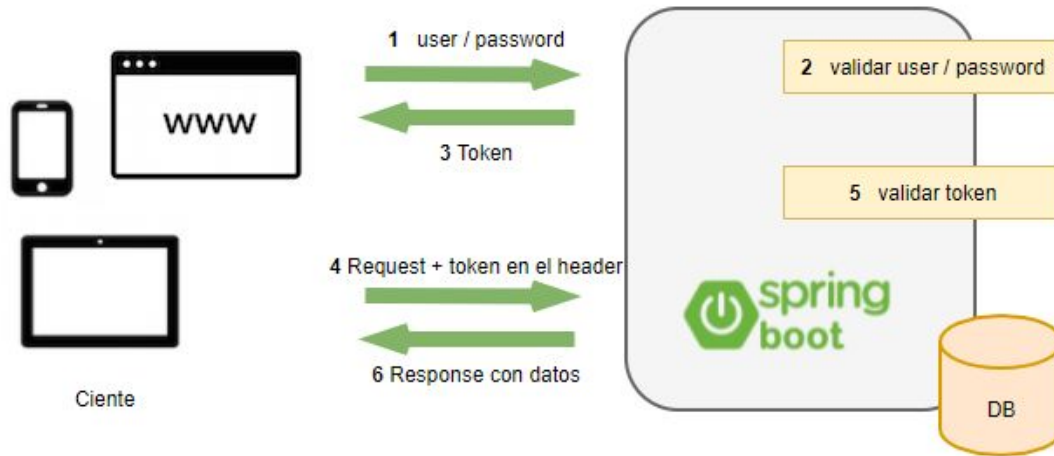 1 user / password
2 validar user / password
WWW
3 Token
5 validar token
4 Request + token en el header
spring
boot
6 Response con datos
Ciente
DB